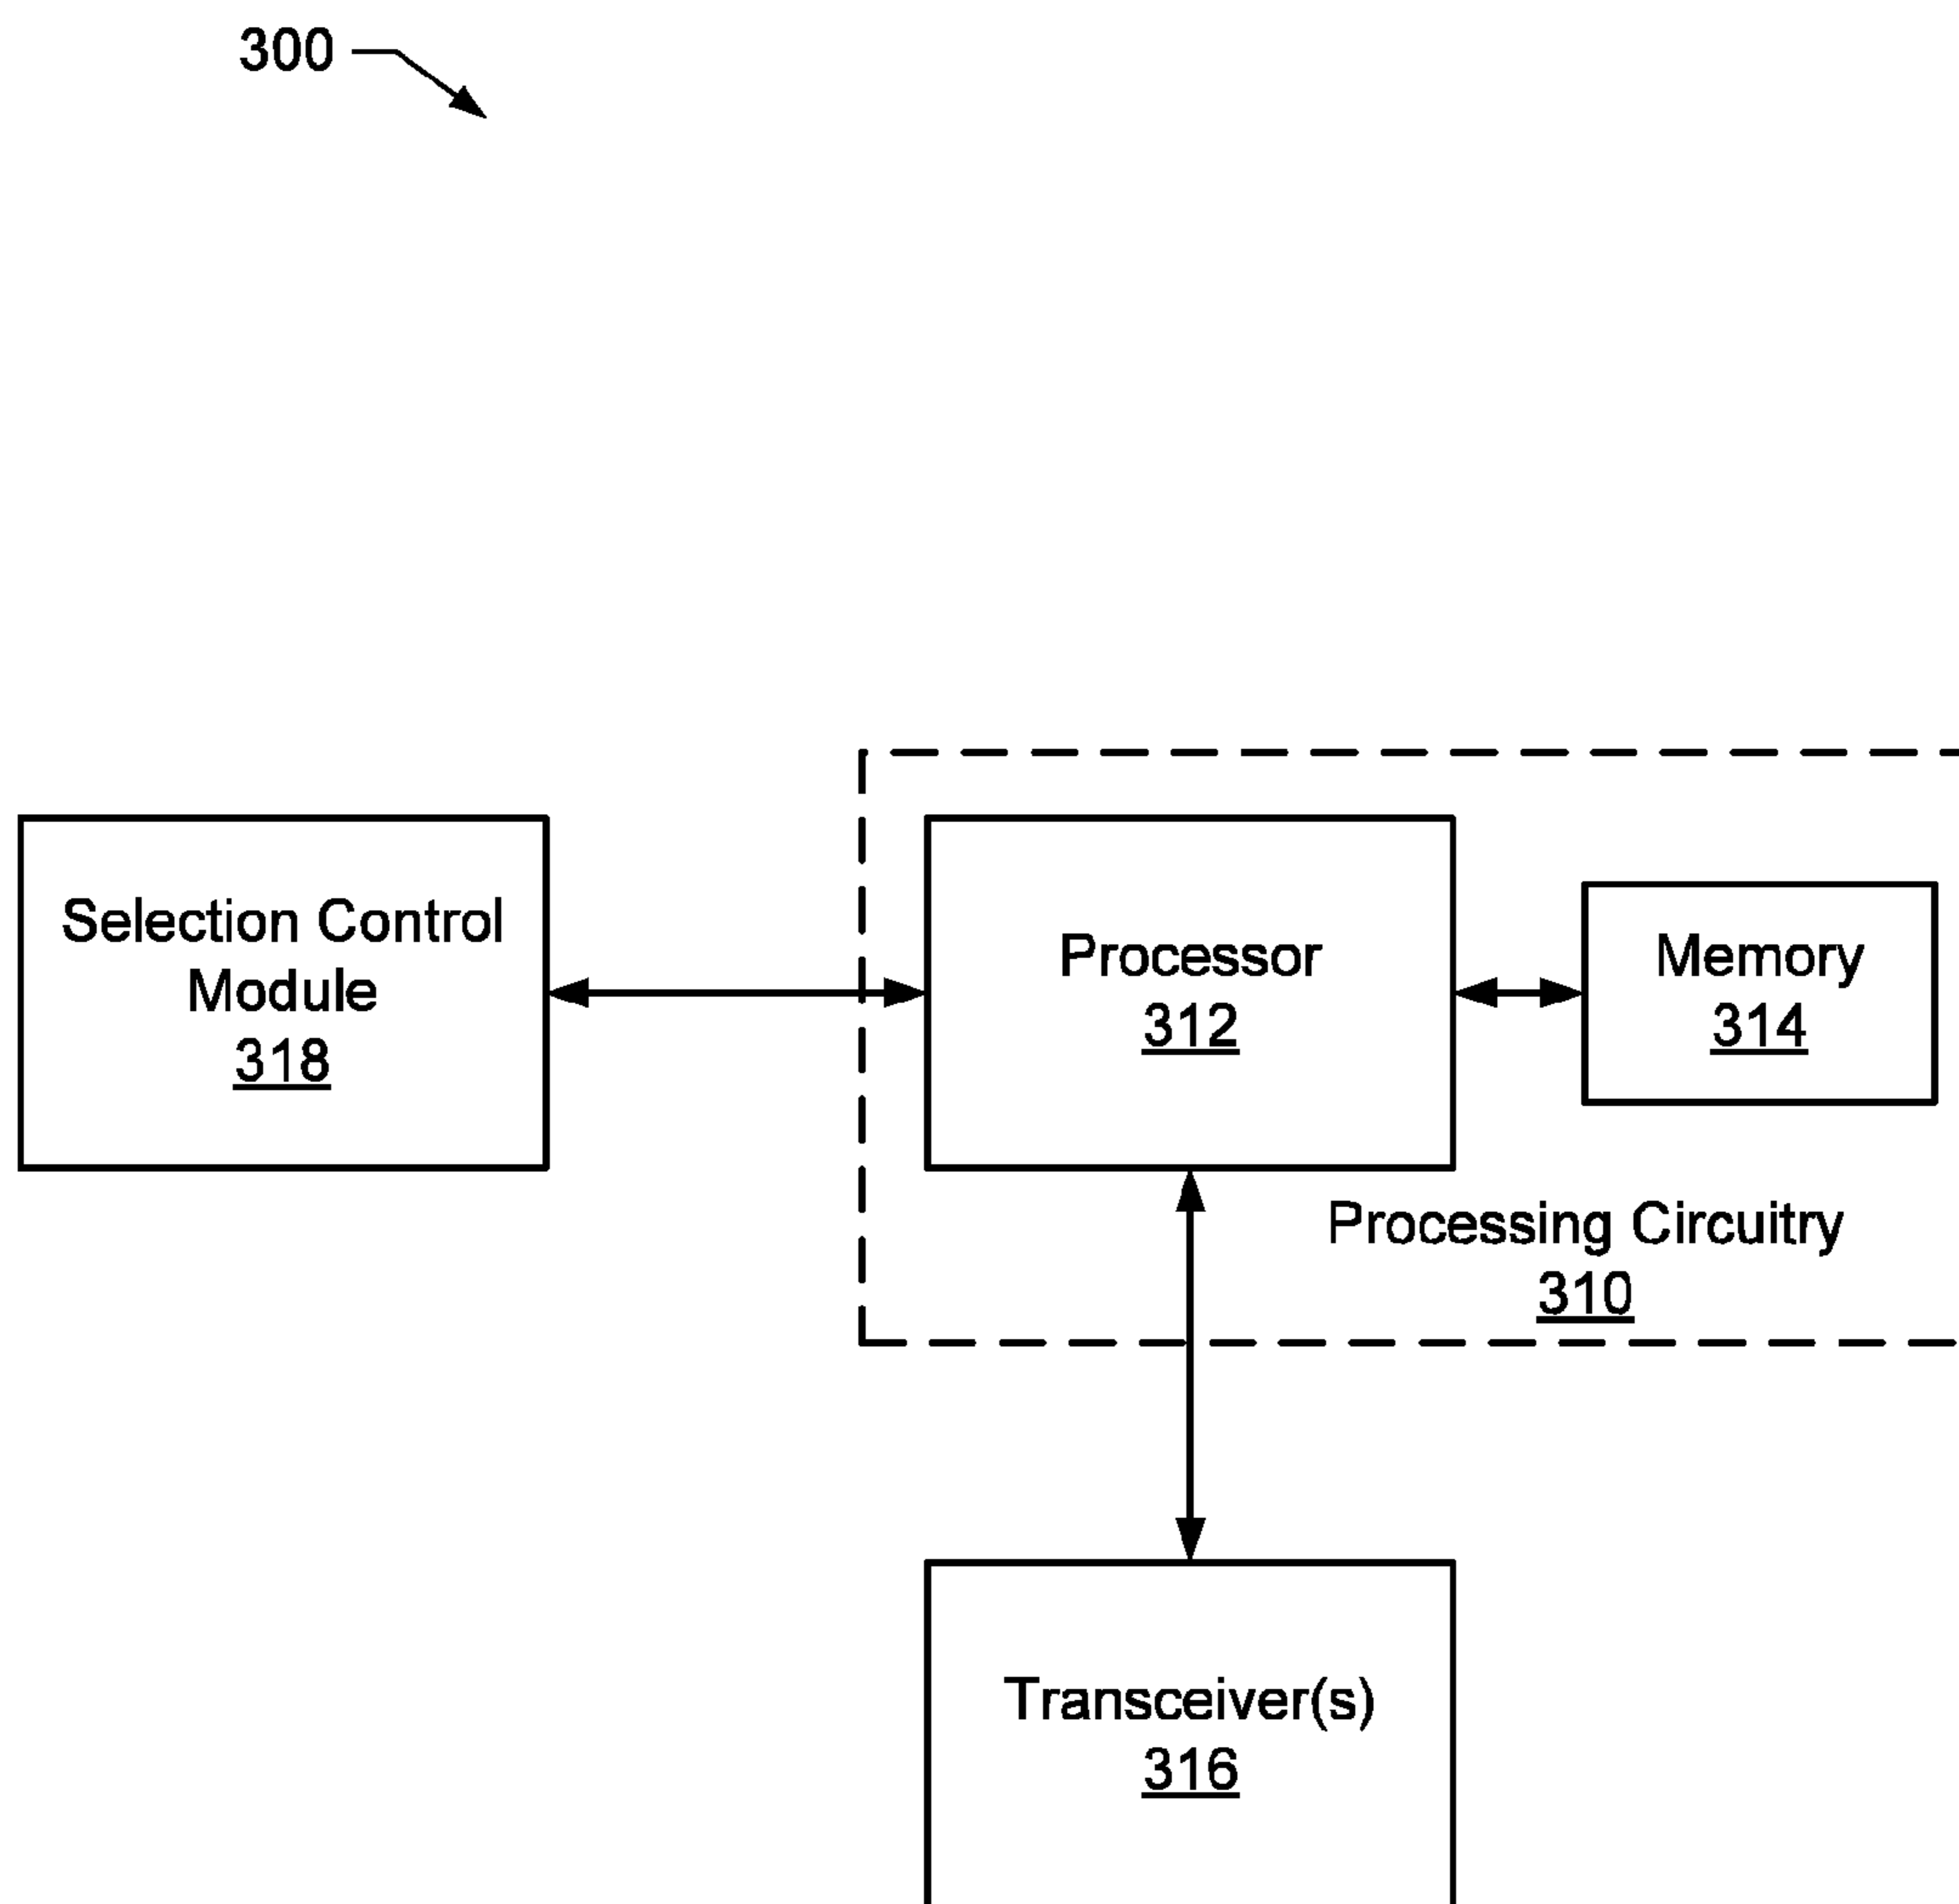 300
Selection Control
Module
318
Processor
312
Memory
314
Processing Circuitry
310
Transceiver(s)
316